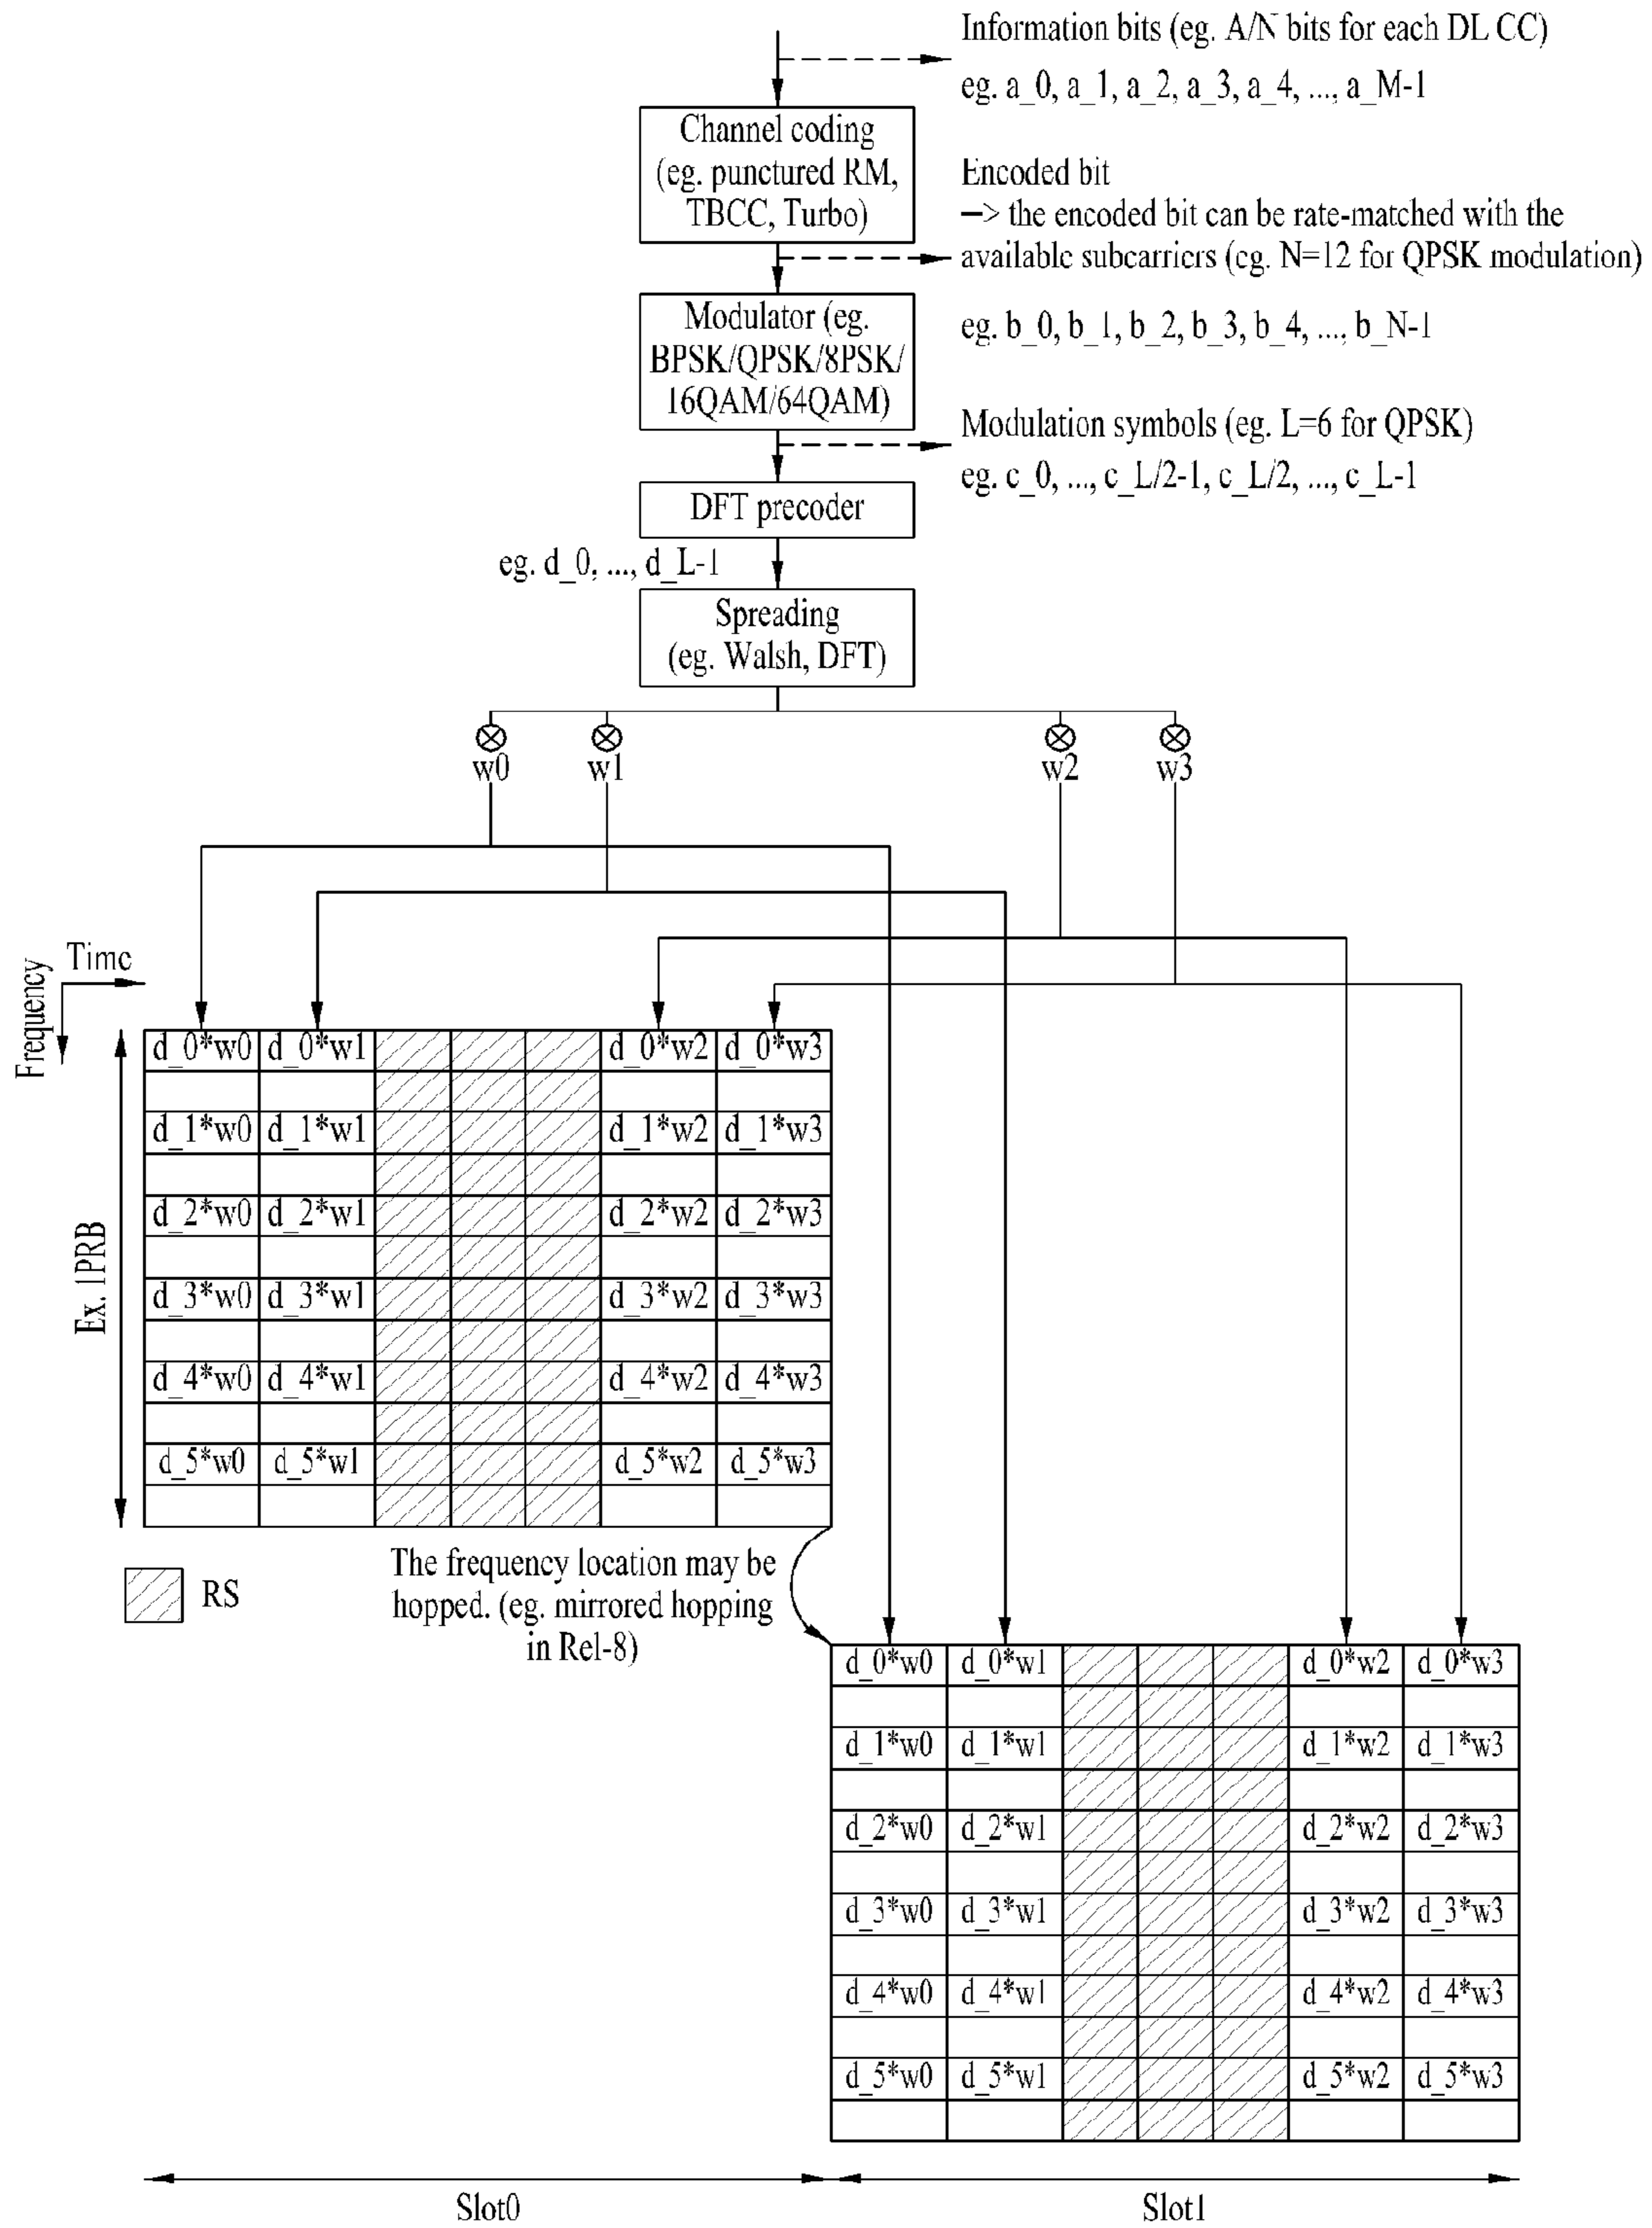 Information bits (eg. A/N bits for each DL CC)
eg. a_0, a_1, a_2, a_3, a_4, ..., a_M-1
Channel coding
(eg. punctured RM,
TBCC, Turbo)
Encoded bit
─> the encoded bit can be rate-matched with the
available subcarriers (eg. N=12 for QPSK modulation)
Modulator (eg.
BPSK/QPSK/8PSK/
16QAM/64QAM)
eg. b_0, b_1, b_2, b_3, b_4, ..., b_N-1
Modulation symbols (eg. L=6 for QPSK)
eg. c_0, ..., c_L/2-1, c_L/2, ..., c_L-1
DFT precoder
eg. d_0, ..., d_L-1
Spreading
(eg. Walsh, DFT)
w0 w1 w2 w3
Time
Frequency
Ex. 1PRB
d_0*w0 d_0*w1 d_0*w2 d_0*w3
d_1*w0 d_1*w1 d_1*w2 d_1*w3
d_2*w0 d_2*w1 d_2*w2 d_2*w3
d_3*w0 d_3*w1 d_3*w2 d_3*w3
d_4*w0 d_4*w1 d_4*w2 d_4*w3
d_5*w0 d_5*w1 d_5*w2 d_5*w3
RS
The frequency location may be
hopped. (eg. mirrored hopping
in Rel-8)
d_0*w0 d_0*w1 d_0*w2 d_0*w3
d_1*w0 d_1*w1 d_1*w2 d_1*w3
d_2*w0 d_2*w1 d_2*w2 d_2*w3
d_3*w0 d_3*w1 d_3*w2 d_3*w3
d_4*w0 d_4*w1 d_4*w2 d_4*w3
d_5*w0 d_5*w1 d_5*w2 d_5*w3
Slot0 Slot1